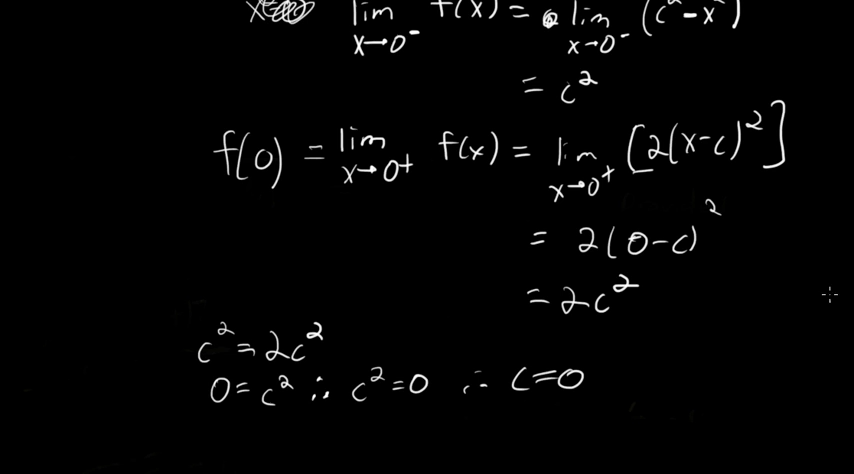 lim x→0⁻ f(x) = lim x→0⁻ (c² - x²)
= c²
f(0) = lim x→0⁺ f(x) = lim x→0⁺ [2(x-c)²]
= 2(0-c)²
= 2c²
c² = 2c²
0 = c² ∴ c² = 0 ∴ c = 0